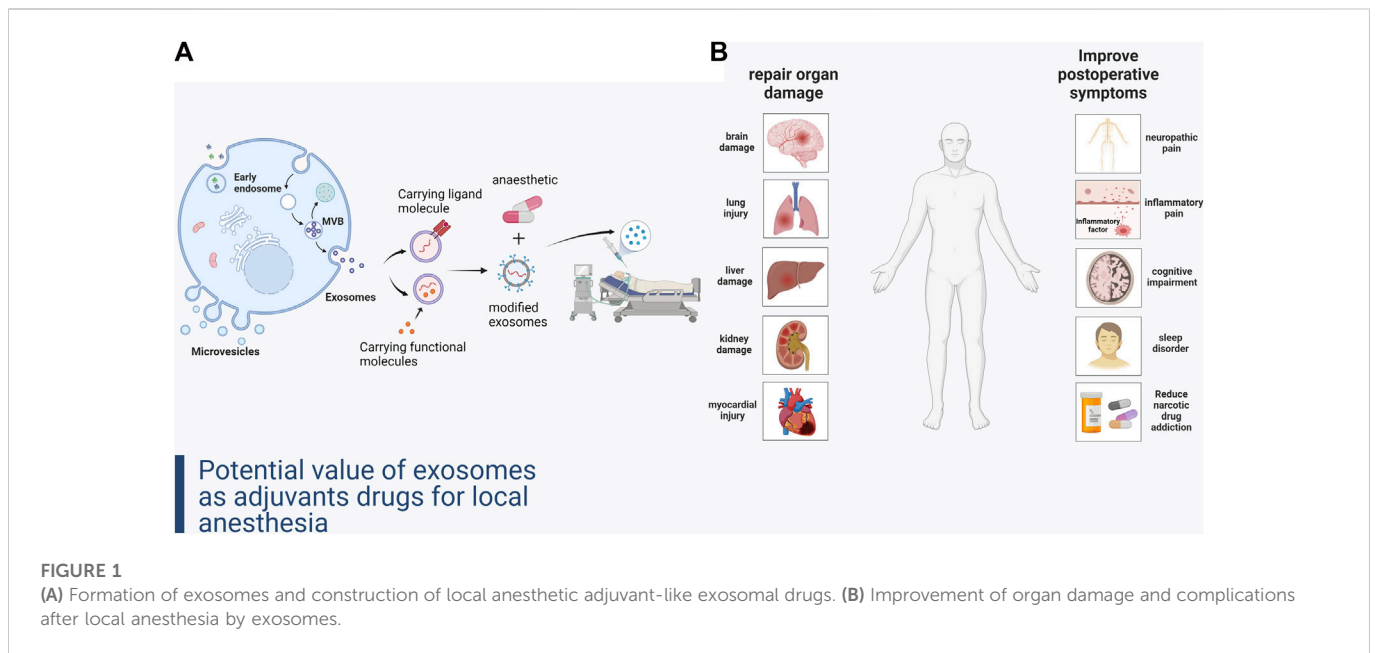 A
Early
endosome
MVB
Exosomes
Microvesicles
Carrying ligand
molecule
Carrying functional
molecules
anaesthetic
+
modified
exosomes
Potential value of exosomes
as adjuvants drugs for local
anesthesia
B
repair organ
damage
brain
damage
lung
injury
liver
damage
kidney
damage
myocardial
injury
Improve
postoperative
symptoms
neuropathic
pain
Inflammatory
factor
inflammatory
pain
cognitive
impairment
sleep
disorder
Reduce
narcotic
drug
addiction
FIGURE 1
(A) Formation of exosomes and construction of local anesthetic adjuvant-like exosomal drugs. (B) Improvement of organ damage and complications
after local anesthesia by exosomes.